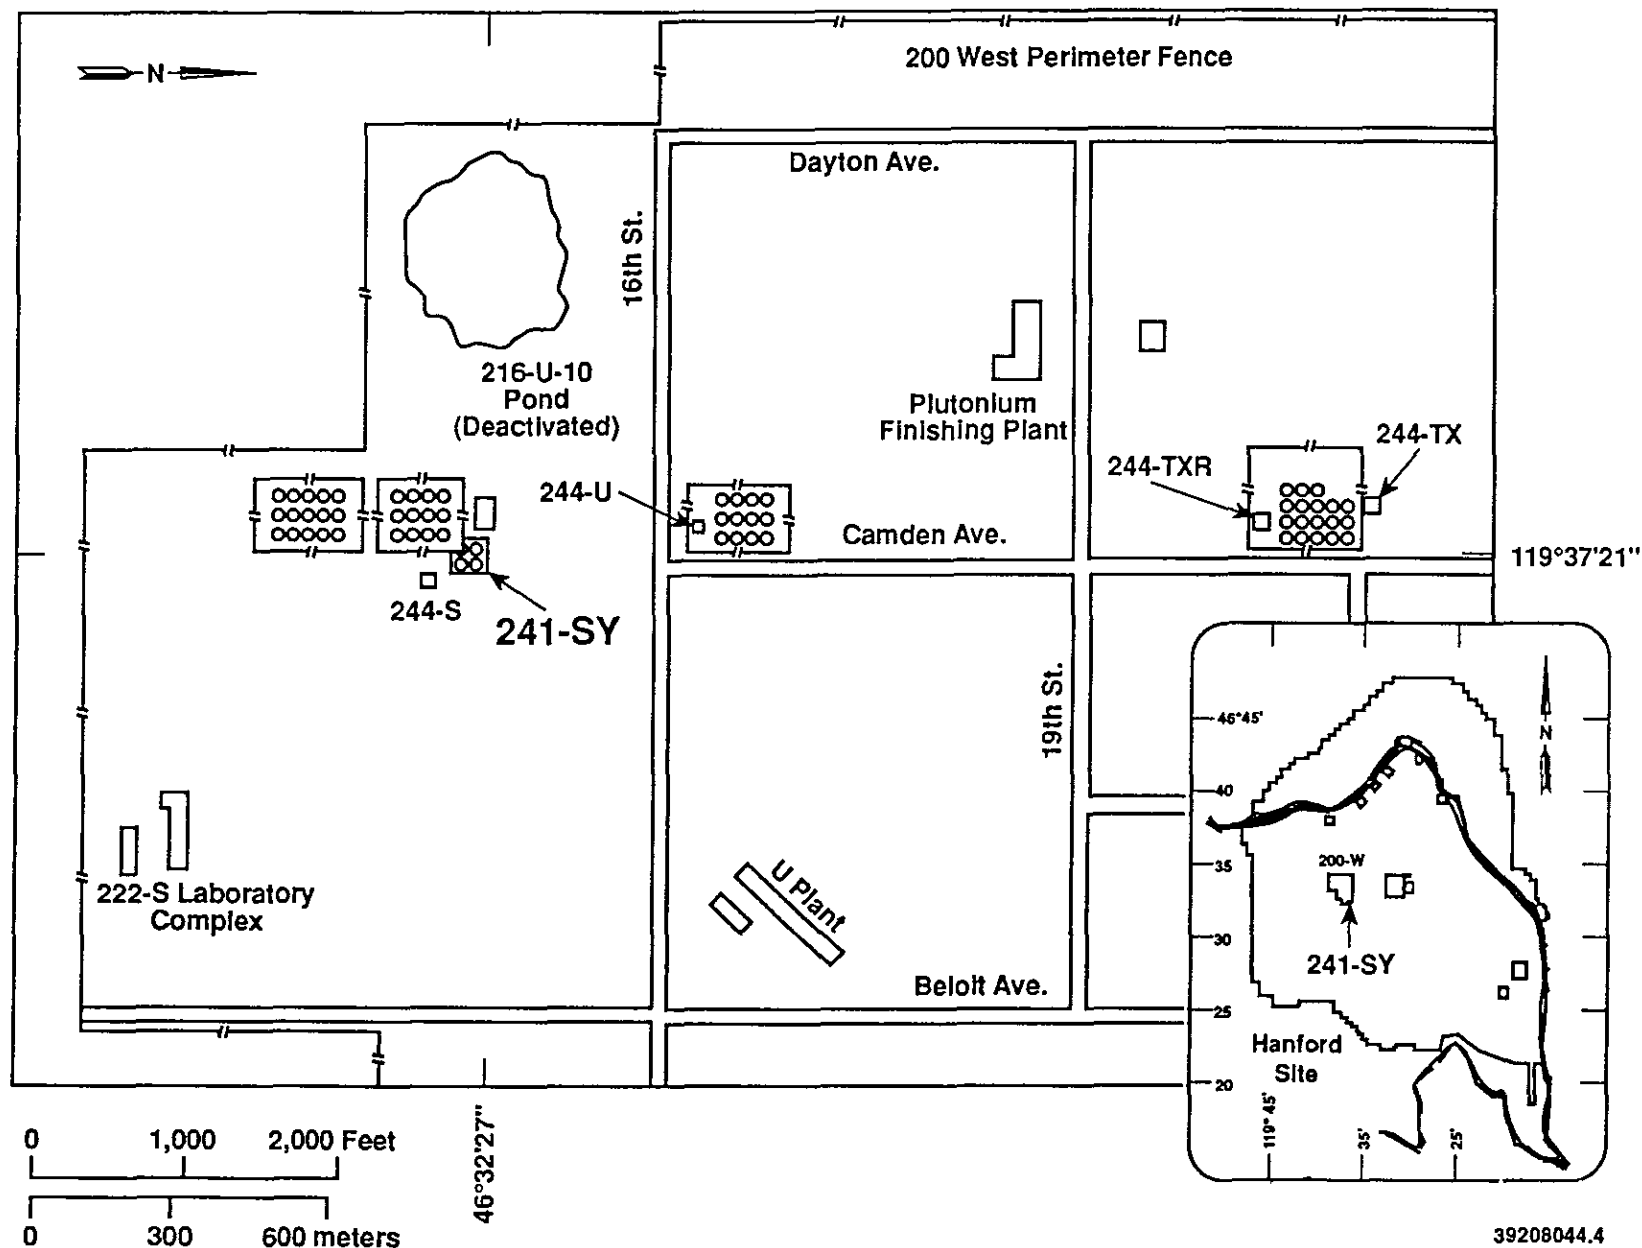 N
200 West Perimeter Fence
Dayton Ave.
16th St.
216-U-10
Pond
(Deactivated)
Plutonium
Finishing Plant
244-TX
244-TXR
244-U
Camden Ave.
119°37'21"
244-S
241-SY
19th St.
222-S Laboratory
Complex
U Plant
Beloit Ave.
N
46°45'
40
35
30
25
20
200-W
241-SY
Hanford
Site
119° 45'
35'
25'
46°32'27"
0 1,000 2,000 Feet
0 300 600 meters
39208044.4